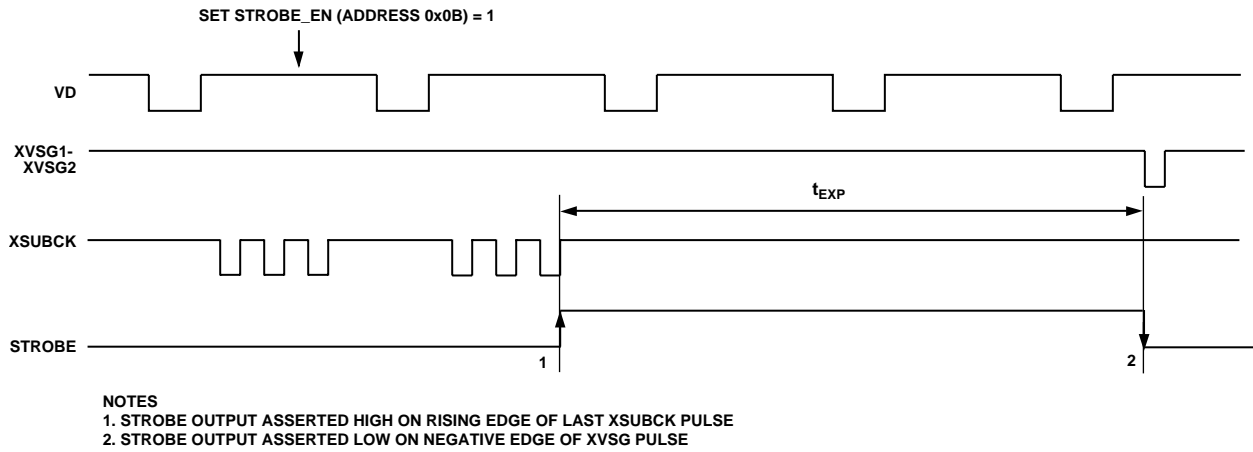 SET STROBE_EN (ADDRESS 0x0B) = 1
VD
XVSG1-
XVSG2
tEXP
XSUBCK
STROBE
1
2
NOTES
1. STROBE OUTPUT ASSERTED HIGH ON RISING EDGE OF LAST XSUBCK PULSE
2. STROBE OUTPUT ASSERTED LOW ON NEGATIVE EDGE OF XVSG PULSE